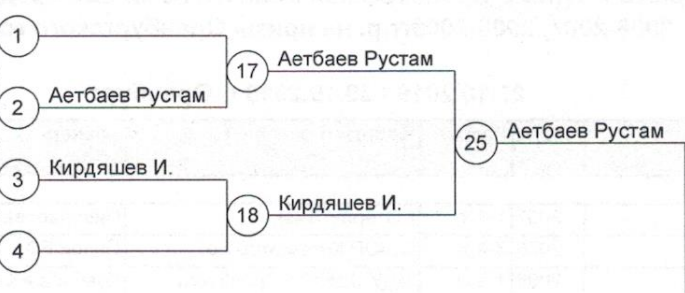 1
17 Аетбаев Рустам
2 Аетбаев Рустам
25 Аетбаев Рустам
3 Кирдяшев И.
18 Кирдяшев И.
4